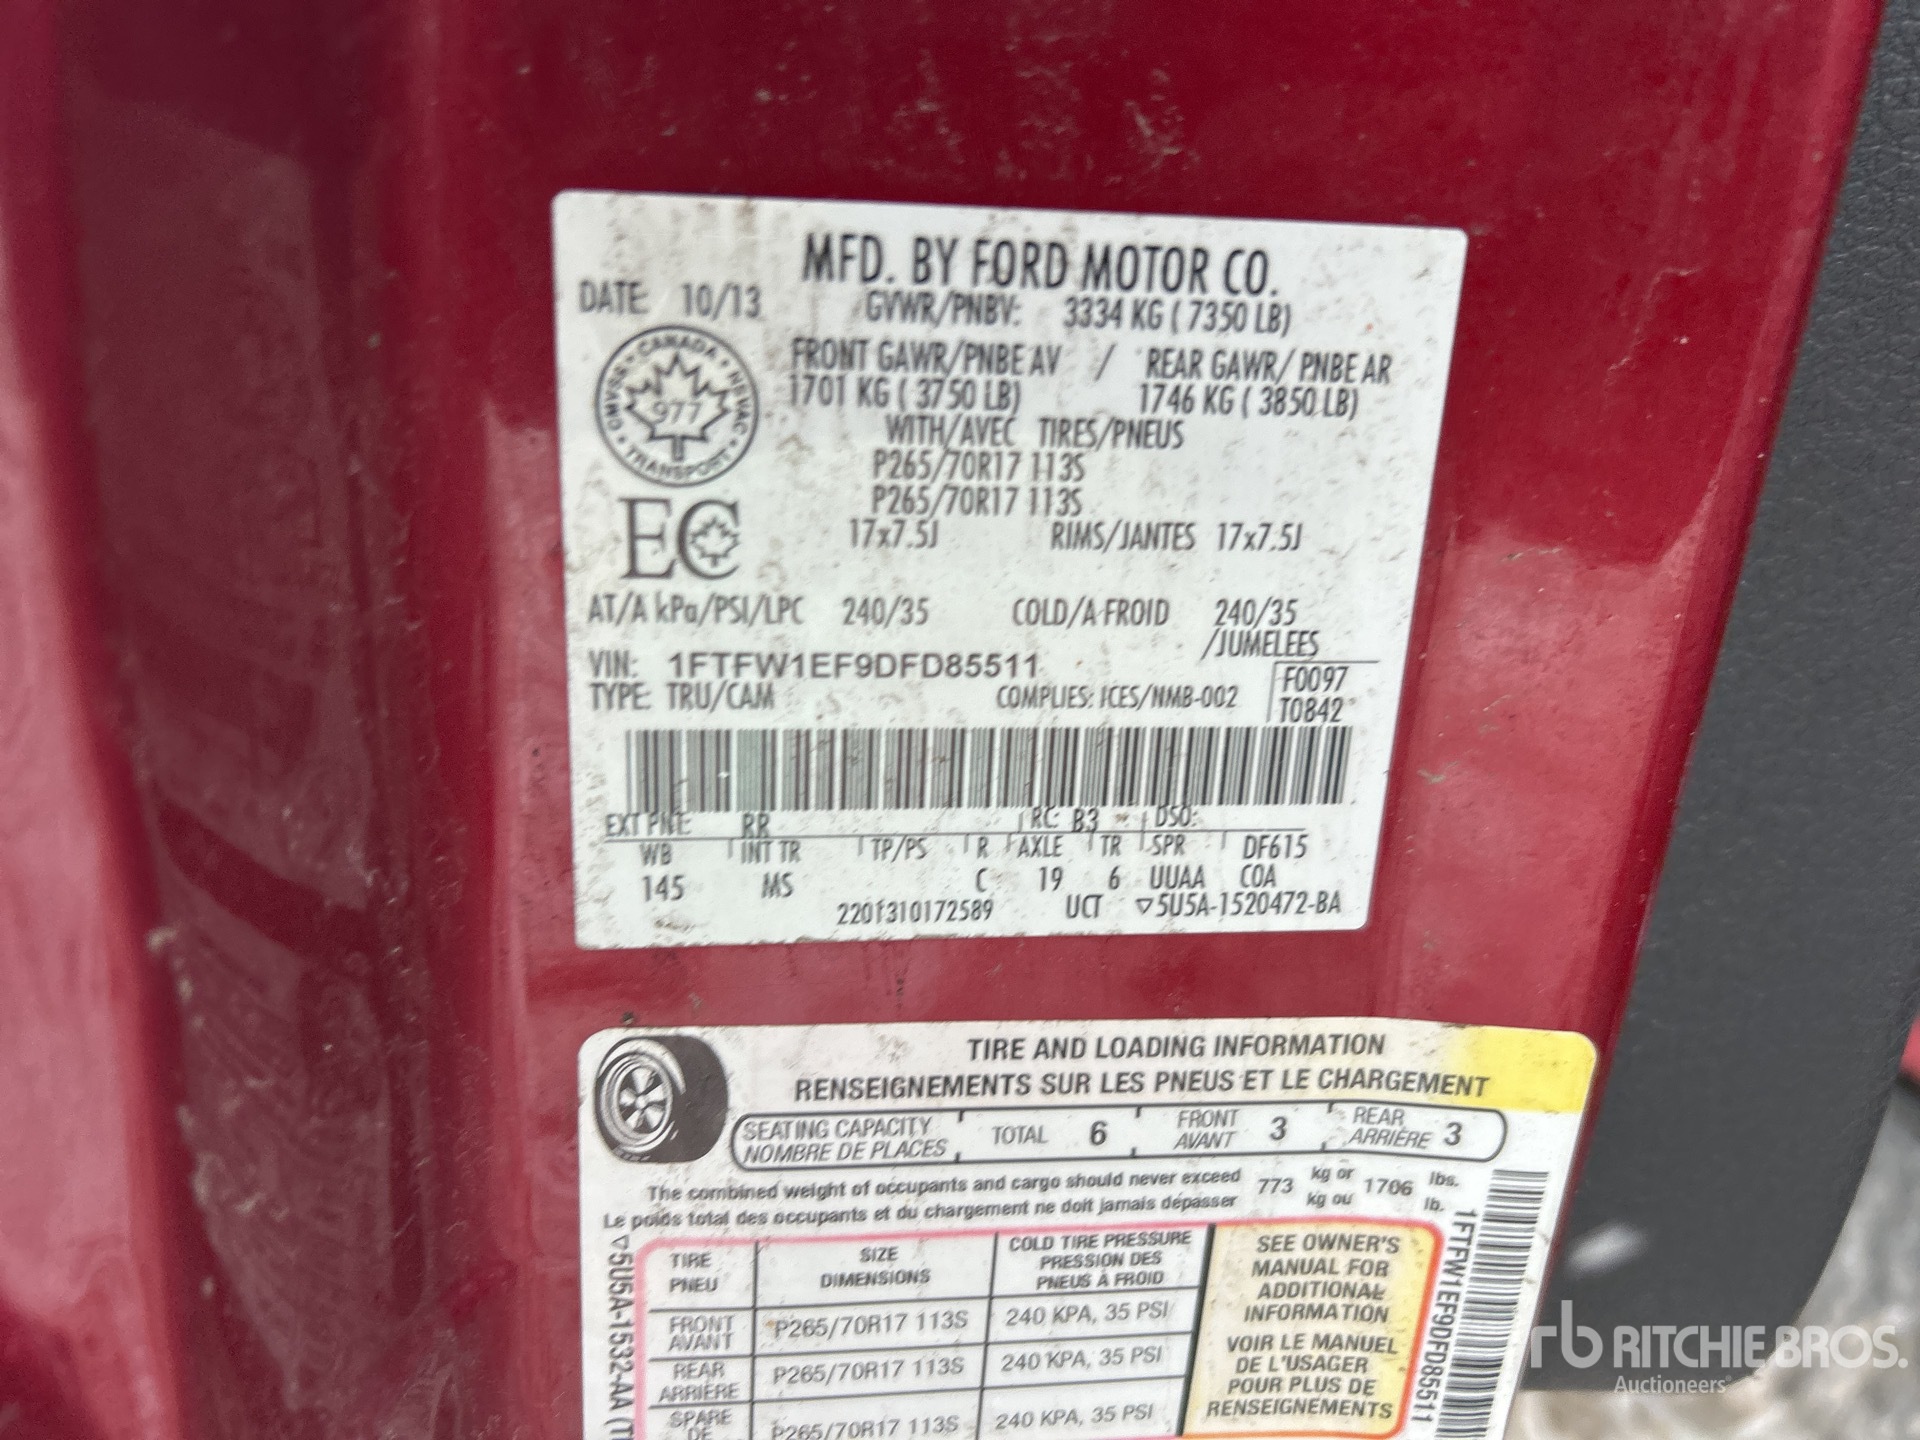 MFD. BY FORD MOTOR CO.
DATE: 10/13 GVWR/PNBV: 3334 KG ( 7350 LB)
FRONT GAWR/PNBE AV / REAR GAWR/ PNBE AR
1701 KG ( 3750 LB) 1746 KG ( 3850 LB)
WITH/AVEC TIRES/PNEUS
P265/70R17 113S
P265/70R17 113S
17x7.5J RIMS/JANTES 17x7.5J
CANADA • NSVAC • TRANSPORT • CMVSS
977
EC
AT/A kPa/PSI/LPC 240/35 COLD/A FROID 240/35
/JUMELEES
VIN: 1FTFW1EF9DFD85511
F0097
TYPE: TRU/CAM COMPLIES: ICES/NMB-002
T0842
EXT PNT: RR RC: B3 DSO:
WB INT TR TP/PS R AXLE TR SPR DF615
145 MS C 19 6 UUAA COA
2201310172589 UCT ▽5U5A-1520472-BA
TIRE AND LOADING INFORMATION
RENSEIGNEMENTS SUR LES PNEUS ET LE CHARGEMENT
SEATING CAPACITY
NOMBRE DE PLACES
TOTAL 6
FRONT
AVANT 3
REAR
ARRIÈRE 3
The combined weight of occupants and cargo should never exceed 773 kg or 1706 lbs.
Le poids total des occupants et du chargement ne doit jamais dépasser kg ou lb.
TIRE
PNEU
SIZE
DIMENSIONS
COLD TIRE PRESSURE
PRESSION DES
PNEUS À FROID
FRONT
AVANT
P265/70R17 113S 240 KPA, 35 PSI
REAR
ARRIÈRE
P265/70R17 113S 240 KPA, 35 PSI
SPARE
DE
P265/70R17 113S 240 KPA, 35 PSI
SEE OWNER'S
MANUAL FOR
ADDITIONAL
INFORMATION
VOIR LE MANUEL
DE L'USAGER
POUR PLUS DE
RENSEIGNEMENTS
1FTFW1EF9DFD85511
▽5U5A-1532-AA
rb RITCHIE BROS.
Auctioneers